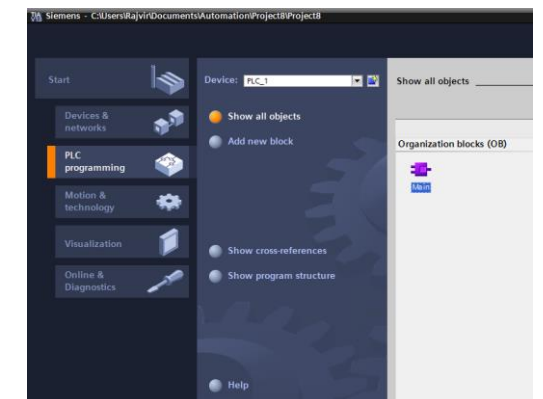 Siemens - C:\Users\Rajvir\Documents\Automation\Project8\Project8
Start
Devices &
networks
PLC
programming
Motion &
technology
Visualization
Online &
Diagnostics
Device: PLC_1
Show all objects
Add new block
Show cross-references
Show program structure
Help
Show all objects
Organization blocks (OB)
Main